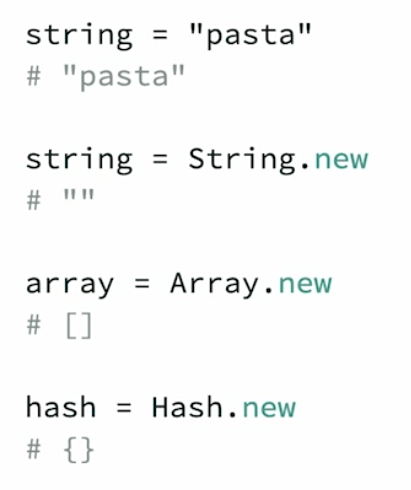 string = "pasta"
# "pasta"
string = String.new
# ""
array = Array.new
# []
hash = Hash.new
# {}